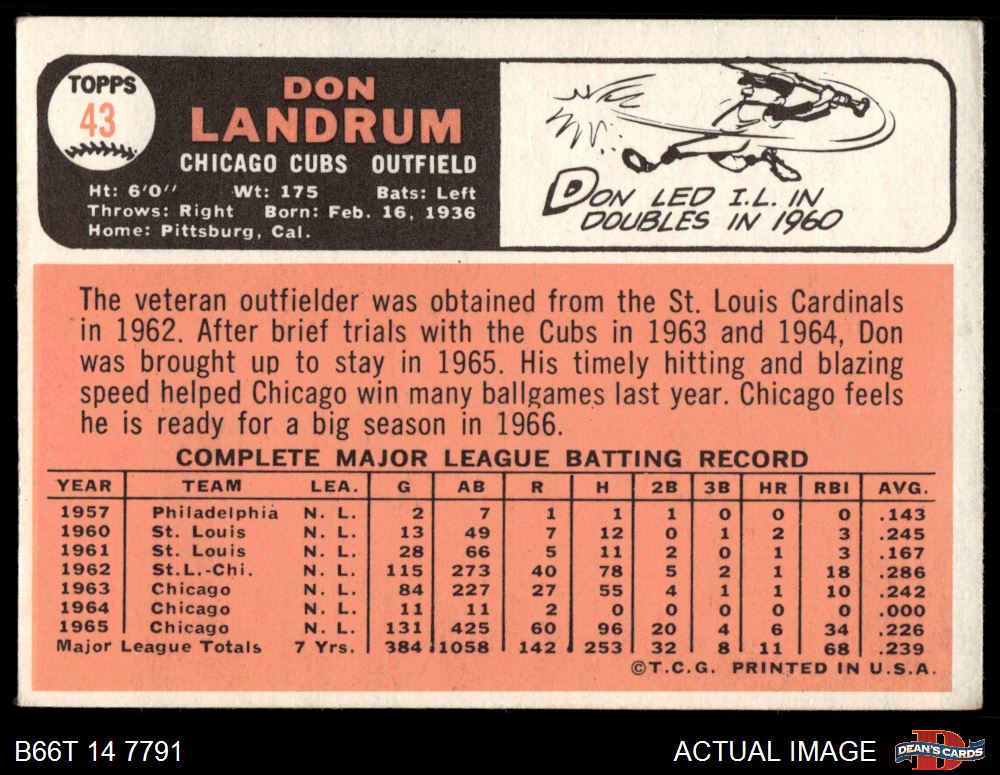 TOPPS
43
DON
LANDRUM
CHICAGO CUBS OUTFIELD
Ht: 6'0" Wt: 175 Bats: Left
Throws: Right Born: Feb. 16, 1936
Home: Pittsburg, Cal.
DON LED I.L. IN
DOUBLES IN 1960
The veteran outfielder was obtained from the St. Louis Cardinals
in 1962. After brief trials with the Cubs in 1963 and 1964, Don
was brought up to stay in 1965. His timely hitting and blazing
speed helped Chicago win many ballgames last year. Chicago feels
he is ready for a big season in 1966.
COMPLETE MAJOR LEAGUE BATTING RECORD
YEAR TEAM LEA. G AB R H 2B 3B HR RBI AVG.
1957 Philadelphia N. L. 2 7 1 1 1 0 0 0 .143
1960 St. Louis N. L. 13 49 7 12 0 1 2 3 .245
1961 St. Louis N. L. 28 66 5 11 2 0 1 3 .167
1962 St.L.-Chi. N. L. 115 273 40 78 5 2 1 18 .286
1963 Chicago N. L. 84 227 27 55 4 1 1 10 .242
1964 Chicago N. L. 11 11 2 0 0 0 0 0 .000
1965 Chicago N. L. 131 425 60 96 20 4 6 34 .226
Major League Totals 7 Yrs. 384 1058 142 253 32 8 11 68 .239
©T.C.G. PRINTED IN U.S.A.
B66T 14 7791
ACTUAL IMAGE
DEAN'S CARDS